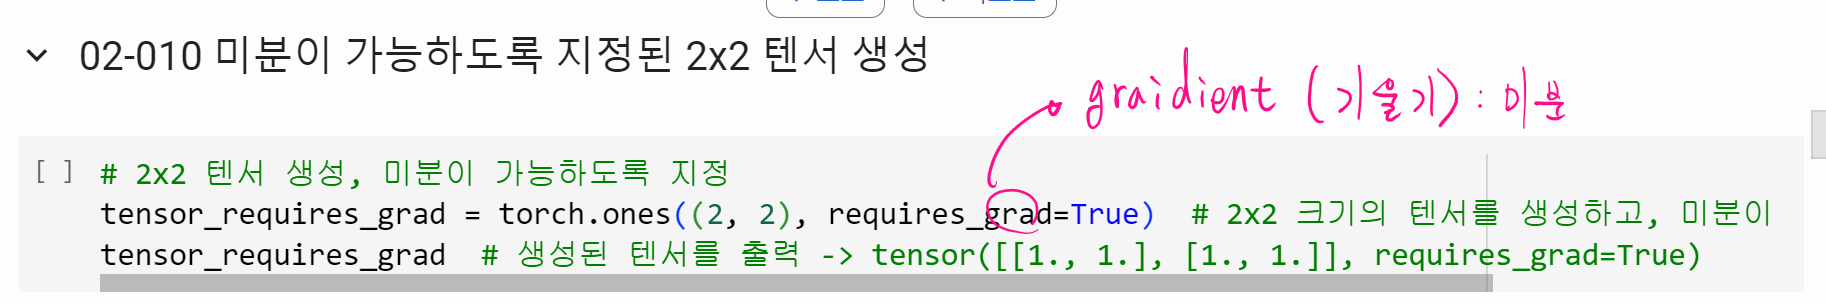 02-010 미분이 가능하도록 지정된 2x2 텐서 생성
graidient (기울기) : 미분
[ ] # 2x2 텐서 생성, 미분이 가능하도록 지정
tensor_requires_grad = torch.ones((2, 2), requires_grad=True) # 2x2 크기의 텐서를 생성하고, 미분이
tensor_requires_grad # 생성된 텐서를 출력 -> tensor([[1., 1.], [1., 1.]], requires_grad=True)